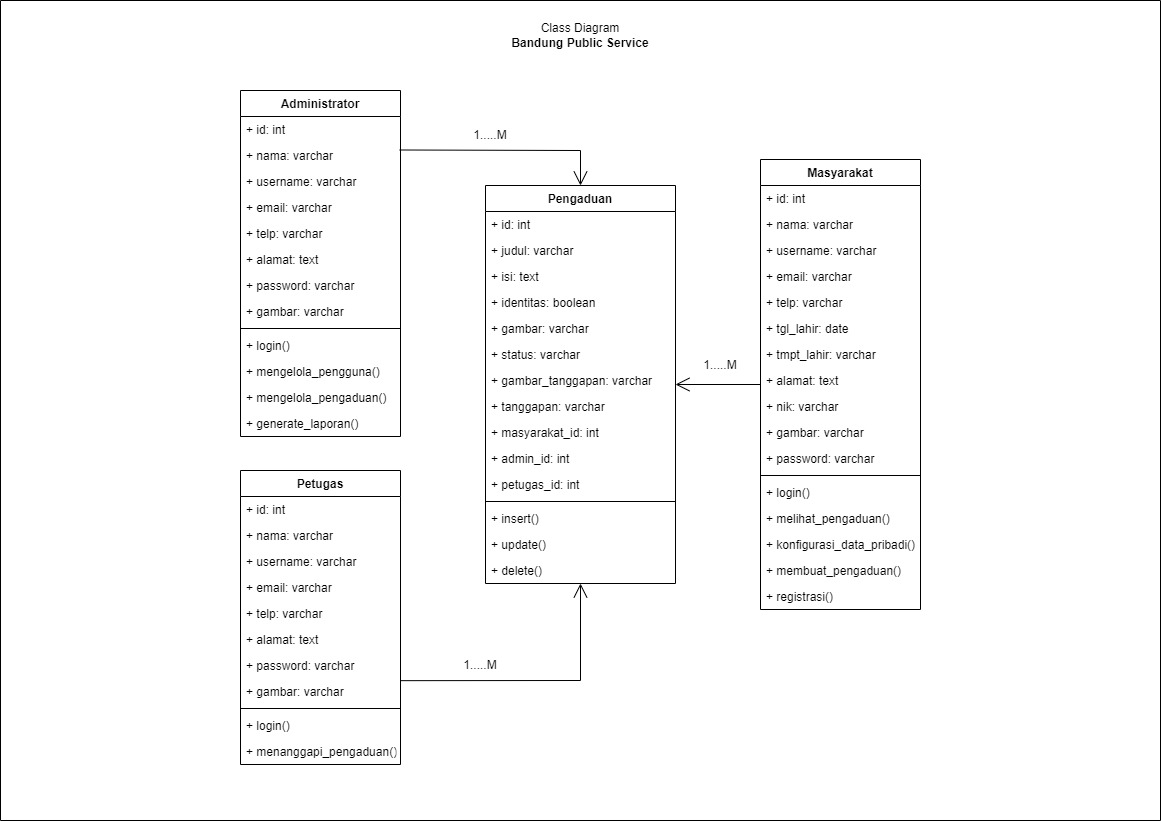 Class Diagram
Bandung Public Service
Administrator
+ id: int
+ nama: varchar
+ username: varchar
+ email: varchar
+ telp: varchar
+ alamat: text
+ password: varchar
+ gambar: varchar
+ login()
+ mengelola_pengguna()
+ mengelola_pengaduan()
+ generate_laporan()
1.....M
Pengaduan
+ id: int
+ judul: varchar
+ isi: text
+ identitas: boolean
+ gambar: varchar
+ status: varchar
+ gambar_tanggapan: varchar
+ tanggapan: varchar
+ masyarakat_id: int
+ admin_id: int
+ petugas_id: int
+ insert()
+ update()
+ delete()
1.....M
Masyarakat
+ id: int
+ nama: varchar
+ username: varchar
+ email: varchar
+ telp: varchar
+ tgl_lahir: date
+ tmpt_lahir: varchar
+ alamat: text
+ nik: varchar
+ gambar: varchar
+ password: varchar
+ login()
+ melihat_pengaduan()
+ konfigurasi_data_pribadi()
+ membuat_pengaduan()
+ registrasi()
Petugas
+ id: int
+ nama: varchar
+ username: varchar
+ email: varchar
+ telp: varchar
+ alamat: text
+ password: varchar
+ gambar: varchar
+ login()
+ menanggapi_pengaduan()
1.....M